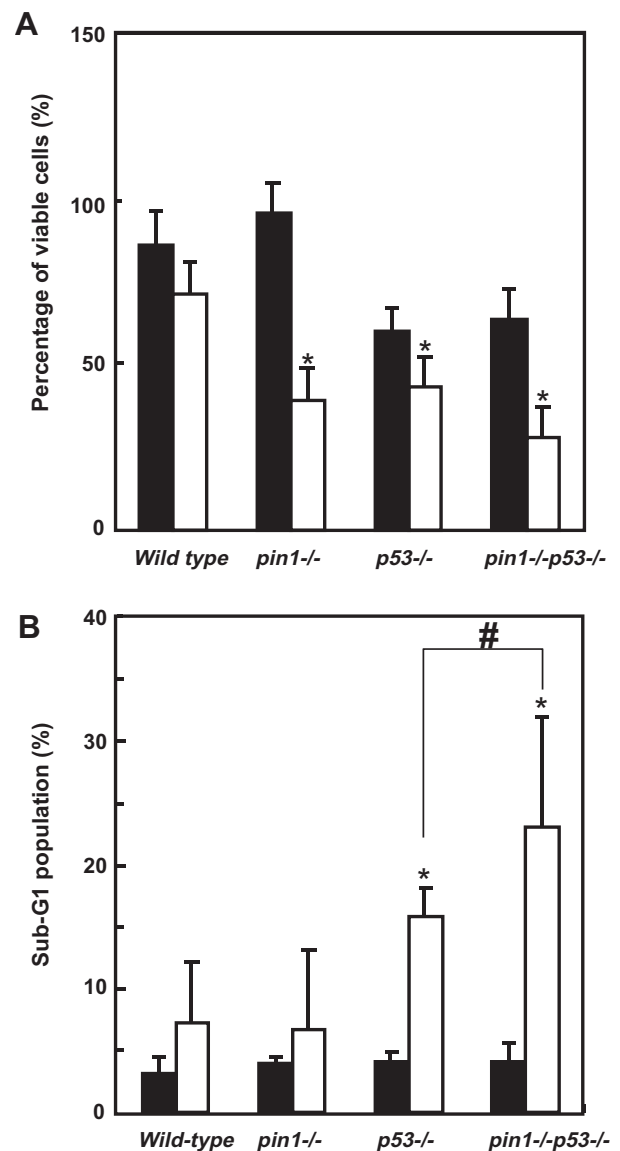 A
Percentage of viable cells (%)
150
100
50
0
*
*
*
Wild type pin1-/- p53-/- pin1-/-p53-/-
B
Sub-G1 population (%)
40
30
20
10
0
#
*
*
Wild-type pin1-/- p53-/- pin1-/-p53-/-